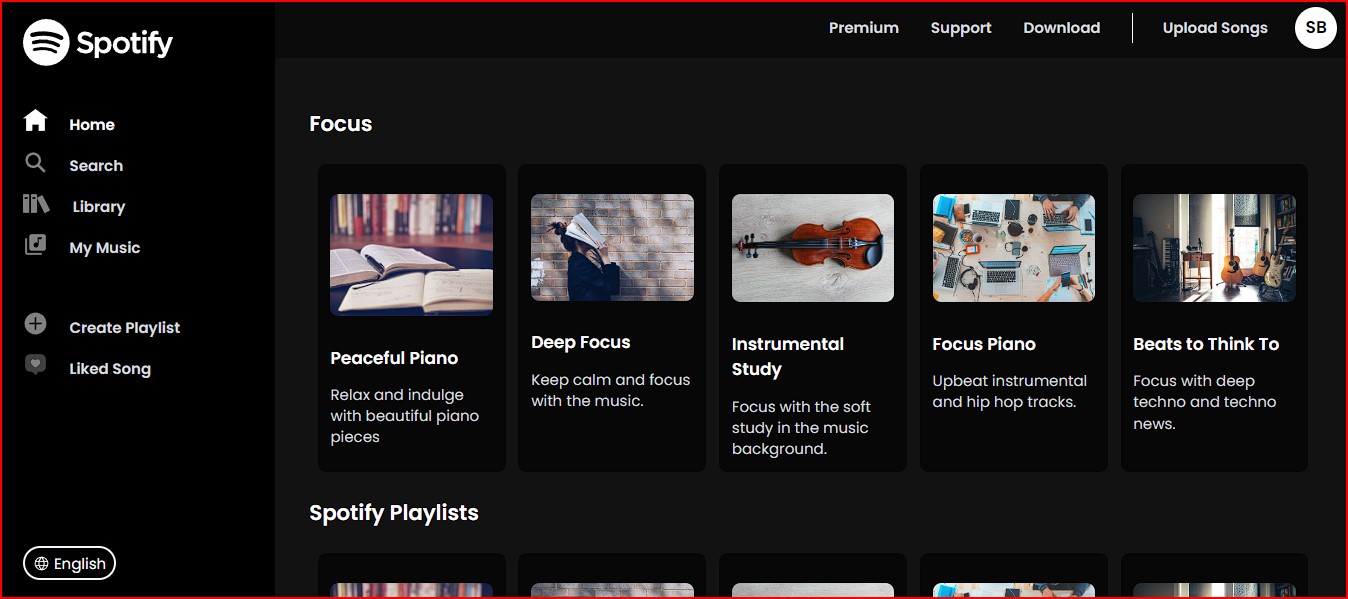 Spotify
Premium
Support
Download
Upload Songs
SB
Home
Search
Library
My Music
Create Playlist
Liked Song
English
Focus
Peaceful Piano
Relax and indulge
with beautiful piano
pieces
Deep Focus
Keep calm and focus
with the music.
Instrumental
Study
Focus with the soft
study in the music
background.
Focus Piano
Upbeat instrumental
and hip hop tracks.
Beats to Think To
Focus with deep
techno and techno
news.
Spotify Playlists